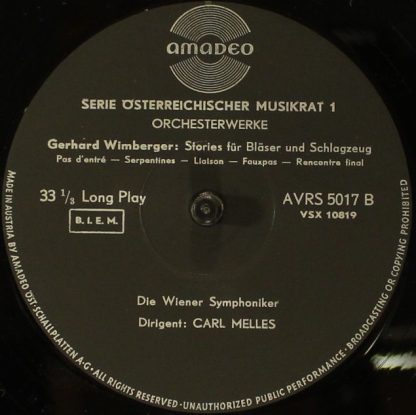 AMADEO
SERIE ÖSTERREICHISCHER MUSIKRAT 1
ORCHESTERWERKE
Gerhard Wimberger: Stories für Bläser und Schlagzeug
Pas d'entré — Serpentines — Liaison — Fauxpas — Rencontre final
33 1/3 Long Play
AVRS 5017 B
B. I. E. M.
VSX 10819
Die Wiener Symphoniker
Dirigent: CARL MELLES
MADE IN AUSTRIA BY AMADEO ÖST. SCHALLPLATTEN A-G • ALL RIGHTS RESERVED • UNAUTHORIZED PUBLIC PERFORMANCE • BROADCASTING OR COPYING PROHIBITED